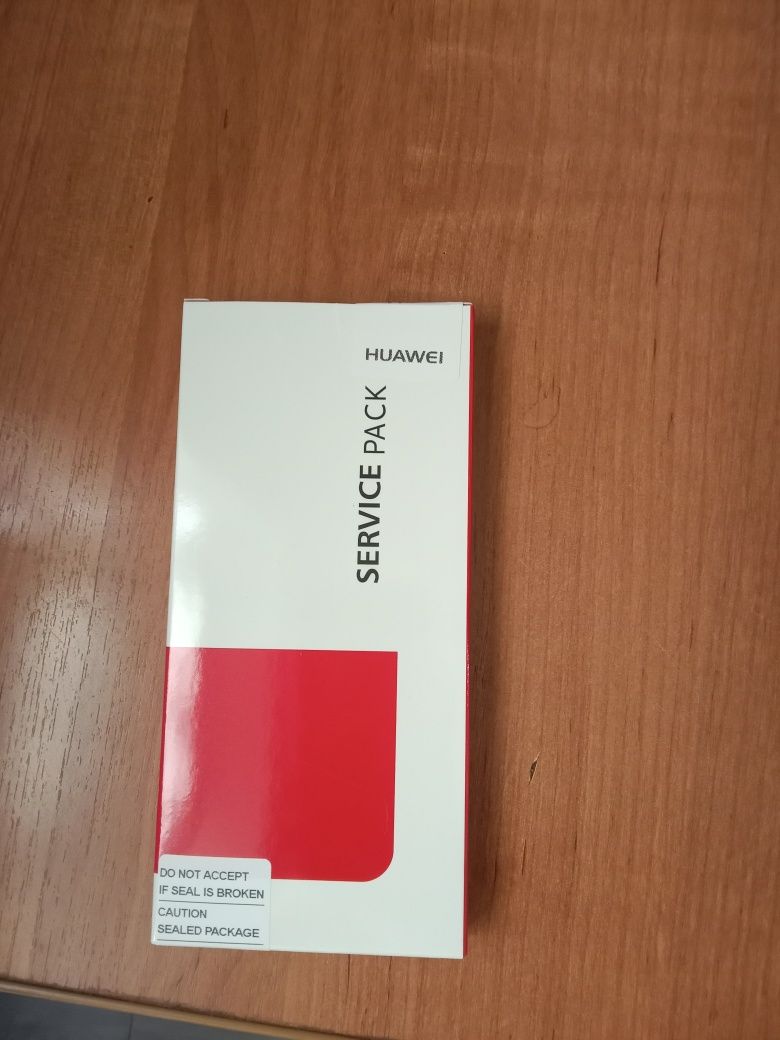 HUAWEI
SERVICE PACK
DO NOT ACCEPT
IF SEAL IS BROKEN
CAUTION
SEALED PACKAGE